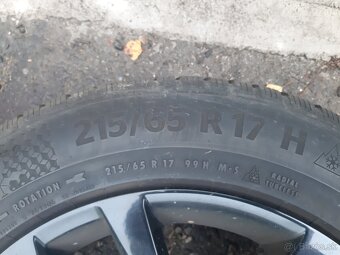 215/65 R 17 H
ROTATION
215/65 R 17 99 H M+S RADIAL
TUBELESS